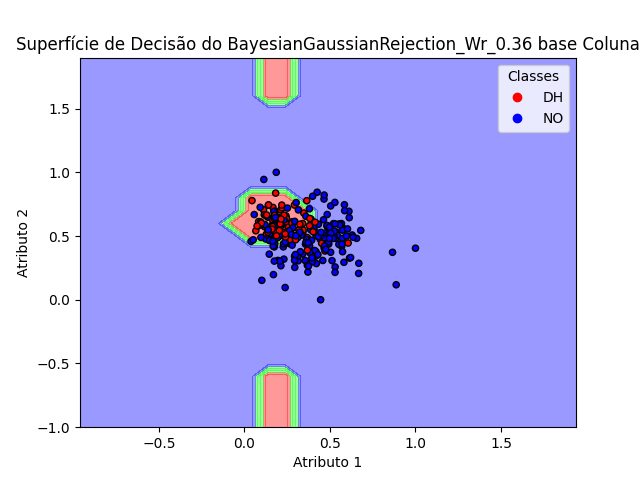 Superfície de Decisão do BayesianGaussianRejection_Wr_0.36 base Coluna
Classes
DH
NO
1.5
1.0
0.5
0.0
−0.5
−1.0
Atributo 2
−0.5
0.0
0.5
1.0
1.5
Atributo 1